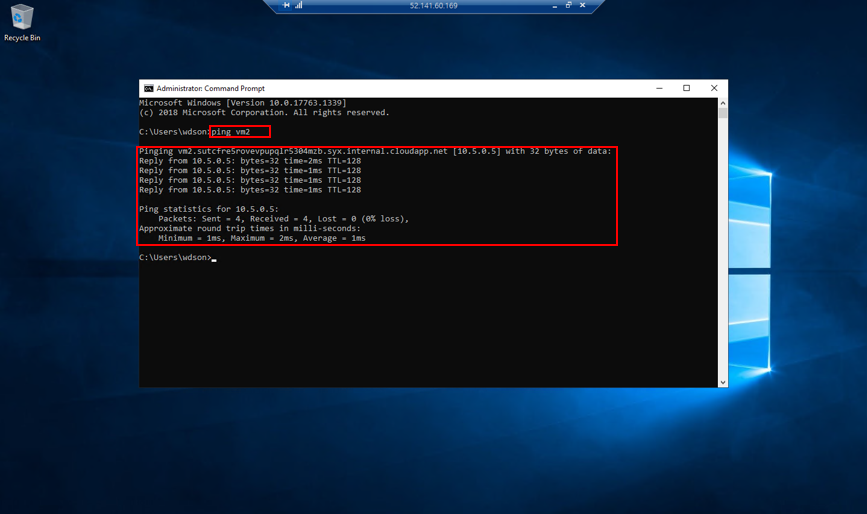 52.141.60.169
Recycle Bin
Administrator: Command Prompt
Microsoft Windows [Version 10.0.17763.1339]
(c) 2018 Microsoft Corporation. All rights reserved.
C:\Users\wdson>ping vm2
Pinging vm2.sutcfre5rovevpupqlr5304mzb.syx.internal.cloudapp.net [10.5.0.5] with 32 bytes of data:
Reply from 10.5.0.5: bytes=32 time=2ms TTL=128
Reply from 10.5.0.5: bytes=32 time=1ms TTL=128
Reply from 10.5.0.5: bytes=32 time=1ms TTL=128
Reply from 10.5.0.5: bytes=32 time=1ms TTL=128
Ping statistics for 10.5.0.5:
    Packets: Sent = 4, Received = 4, Lost = 0 (0% loss),
Approximate round trip times in milli-seconds:
    Minimum = 1ms, Maximum = 2ms, Average = 1ms
C:\Users\wdson>